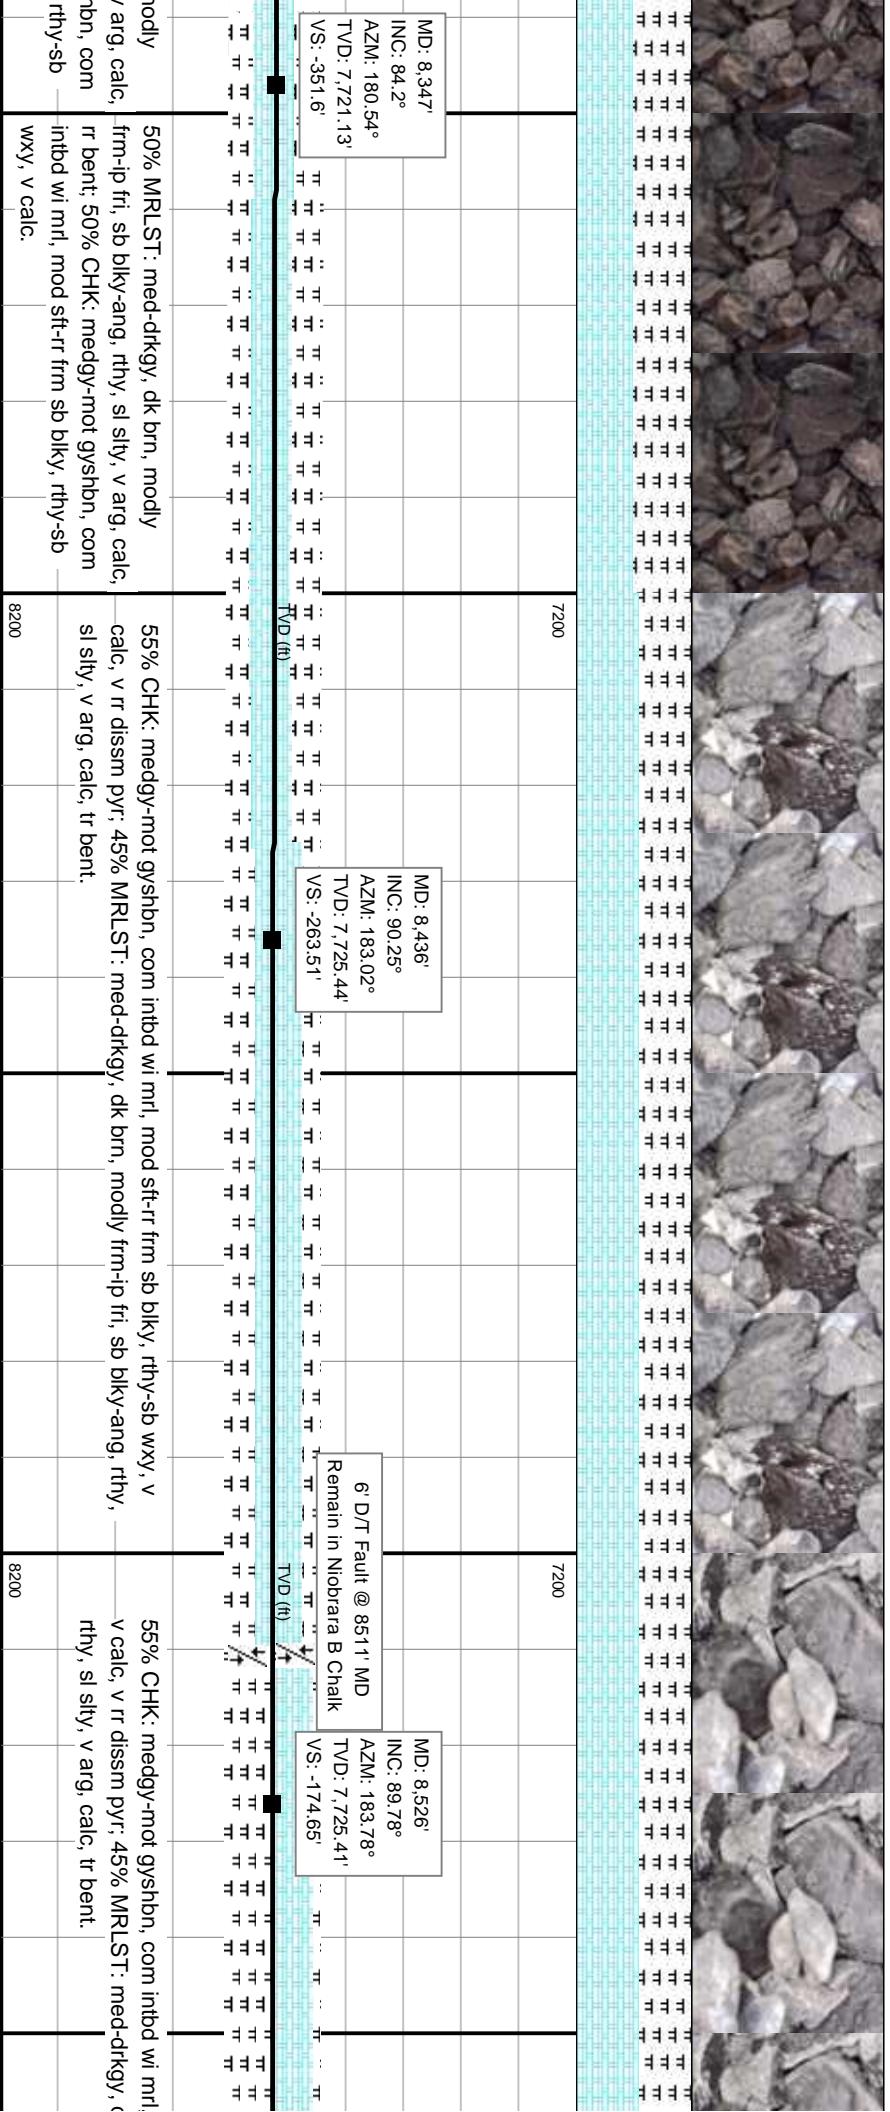 MD: 8,347'
INC: 84.2°
AZM: 180.54°
TVD: 7,721.13'
VS: -351.6'
modly
v arg, calc,
hbn, com
rthy-sb
50% MRLST: med-drkgy, dk brn, modly
frm-ip fri, sb blky-ang, rthy, sl slty, v arg, calc,
rr bent; 50% CHK: medgy-mot gyshbn, com
intbd wi mrl, mod sft-rr frm sb blky, rthy-sb
wxy, v calc.
7200
TVD (ft)
8200
55% CHK: medgy-mot gyshbn, com intbd wi mrl, mod sft-rr frm sb blky, rthy-sb wxy, v
calc, v rr dissm pyr; 45% MRLST: med-drkgy, dk brn, modly frm-ip fri, sb blky-ang, rthy,
sl slty, v arg, calc, tr bent.
MD: 8,436'
INC: 90.25°
AZM: 183.02°
TVD: 7,725.44'
VS: -263.51'
6' D/T Fault @ 8511' MD
Remain in Niobrara B Chalk
7200
TVD (ft)
8200
MD: 8,526'
INC: 89.78°
AZM: 183.78°
TVD: 7,725.41'
VS: -174.65'
55% CHK: medgy-mot gyshbn, com intbd wi mrl,
v calc, v rr dissm pyr; 45% MRLST: med-drkgy,
rthy, sl slty, v arg, calc, tr bent.